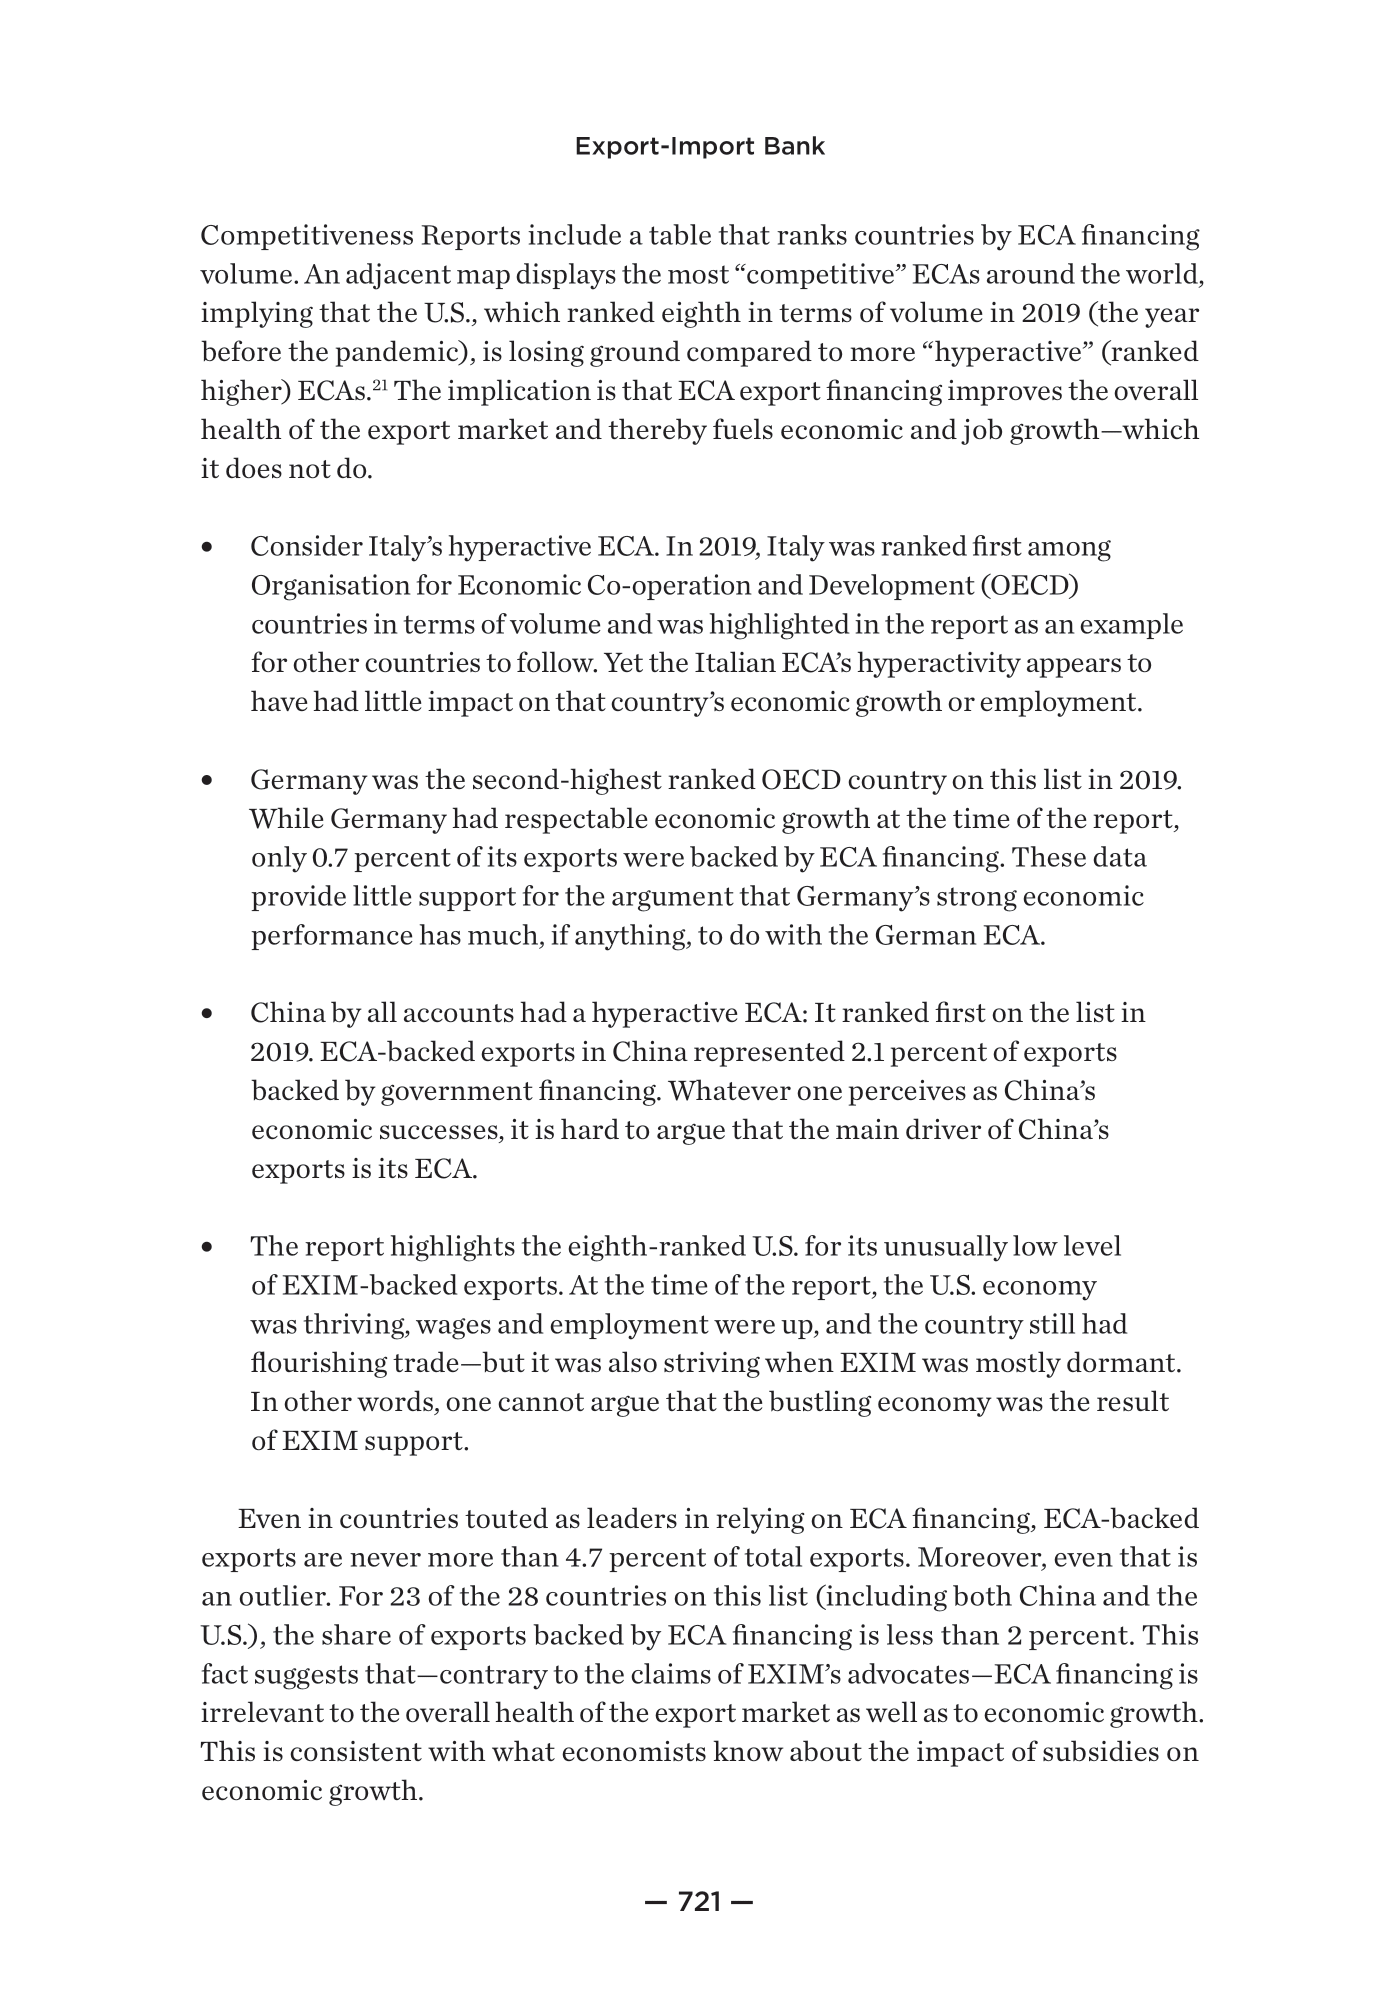 Export-Import Bank
Competitiveness Reports include a table that ranks countries by ECA financing
volume. An adjacent map displays the most “competitive” ECAs around the world,
implying that the U.S., which ranked eighth in terms of volume in 2019 (the year
before the pandemic), is losing ground compared to more “hyperactive” (ranked
higher) ECAs.²¹ The implication is that ECA export financing improves the overall
health of the export market and thereby fuels economic and job growth—which
it does not do.
• Consider Italy’s hyperactive ECA. In 2019, Italy was ranked first among
Organisation for Economic Co-operation and Development (OECD)
countries in terms of volume and was highlighted in the report as an example
for other countries to follow. Yet the Italian ECA’s hyperactivity appears to
have had little impact on that country’s economic growth or employment.
• Germany was the second-highest ranked OECD country on this list in 2019.
While Germany had respectable economic growth at the time of the report,
only 0.7 percent of its exports were backed by ECA financing. These data
provide little support for the argument that Germany’s strong economic
performance has much, if anything, to do with the German ECA.
• China by all accounts had a hyperactive ECA: It ranked first on the list in
2019. ECA-backed exports in China represented 2.1 percent of exports
backed by government financing. Whatever one perceives as China’s
economic successes, it is hard to argue that the main driver of China’s
exports is its ECA.
• The report highlights the eighth-ranked U.S. for its unusually low level
of EXIM-backed exports. At the time of the report, the U.S. economy
was thriving, wages and employment were up, and the country still had
flourishing trade—but it was also striving when EXIM was mostly dormant.
In other words, one cannot argue that the bustling economy was the result
of EXIM support.
Even in countries touted as leaders in relying on ECA financing, ECA-backed
exports are never more than 4.7 percent of total exports. Moreover, even that is
an outlier. For 23 of the 28 countries on this list (including both China and the
U.S.), the share of exports backed by ECA financing is less than 2 percent. This
fact suggests that—contrary to the claims of EXIM’s advocates—ECA financing is
irrelevant to the overall health of the export market as well as to economic growth.
This is consistent with what economists know about the impact of subsidies on
economic growth.
— 721 —